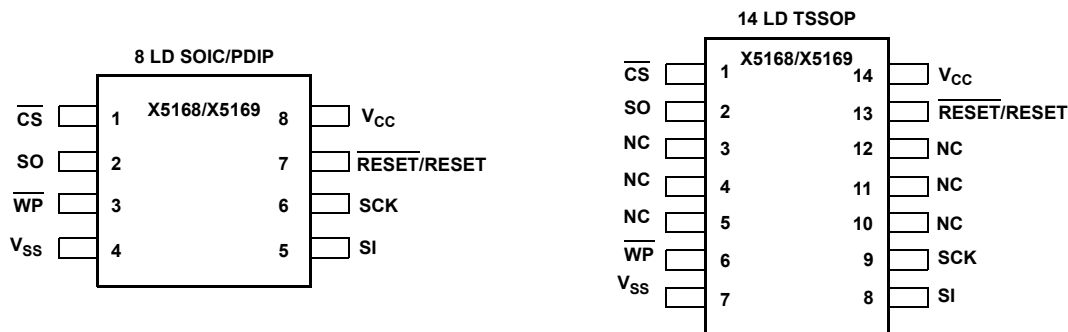 8 LD SOIC/PDIP
X5168/X5169
CS 1 8 VCC
SO 2 7 RESET/RESET
WP 3 6 SCK
VSS 4 5 SI
14 LD TSSOP
X5168/X5169
CS 1 14 VCC
SO 2 13 RESET/RESET
NC 3 12 NC
NC 4 11 NC
NC 5 10 NC
WP 6 9 SCK
VSS 7 8 SI